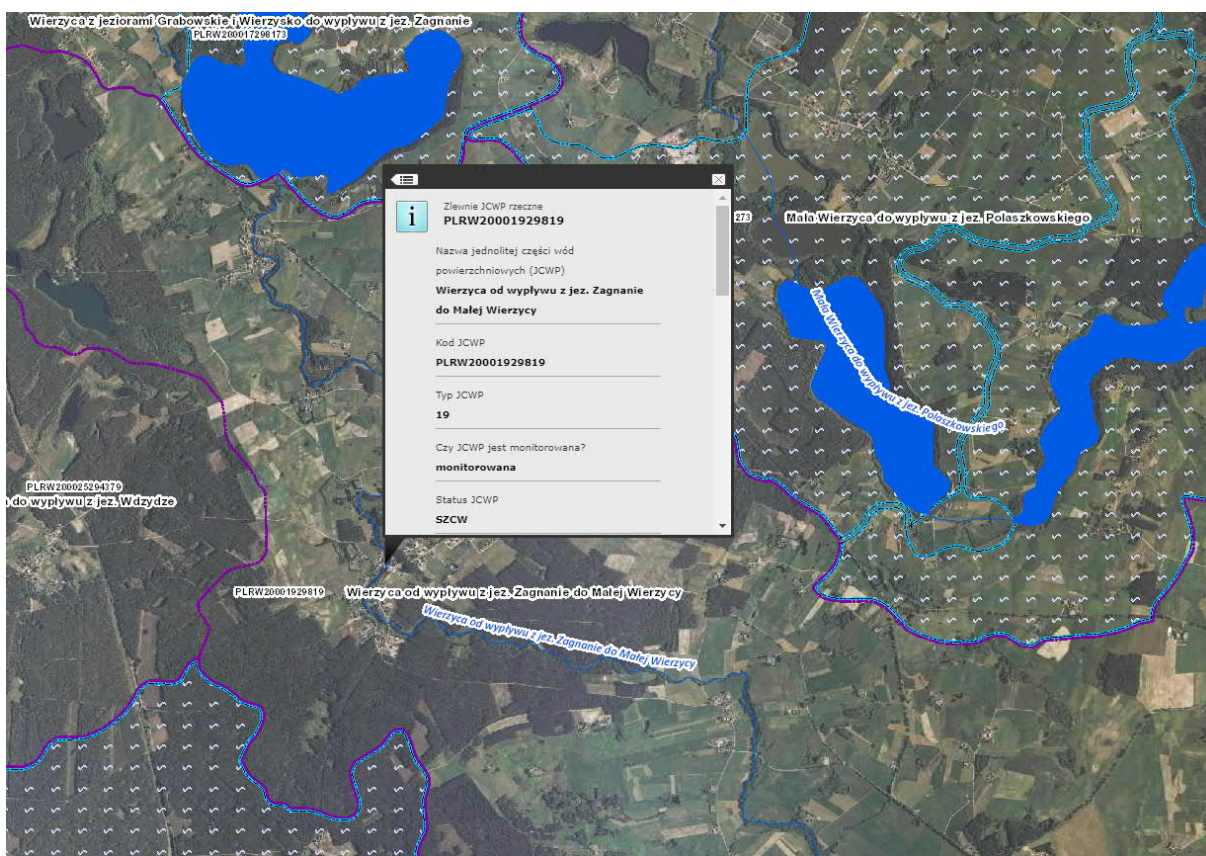 Wierzyca z jeziorami Grabowskie i Wierzysko do wypływu z jez. Zagnanie
PLRW200017298173
Zlewnie JCWP rzeczne
PLRW20001929819
Nazwa jednolitej części wód
powierzchniowych (JCWP)
Wierzyca od wypływu z jez. Zagnanie
do Małej Wierzycy
Kod JCWP
PLRW20001929819
Typ JCWP
19
Czy JCWP jest monitorowana?
monitorowana
Status JCWP
SZCW
273
Mała Wierzyca do wypływu z jez. Polaszkowskiego
Mała Wierzyca do wypływu z jez. Polaszkowskiego
PLRW200025294379
do wypływu z jez. Wdzydze
PLRW20001929819
Wierzyca od wypływu z jez. Zagnanie do Małej Wierzycy
Wierzyca od wypływu z jez. Zagnanie do Małej Wierzycy